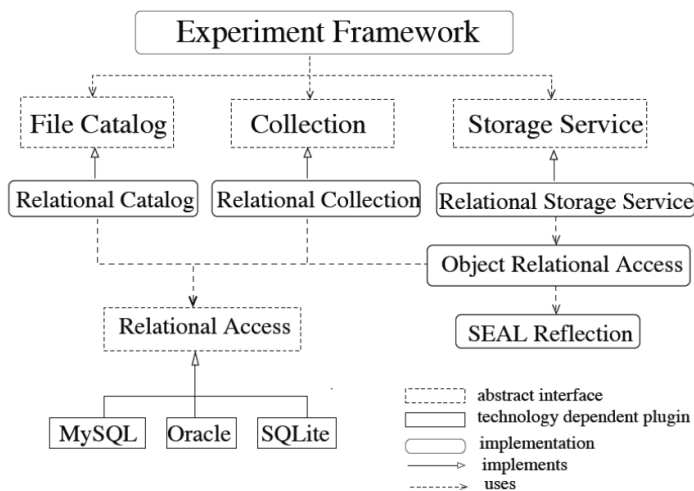 Experiment Framework
File Catalog
Collection
Storage Service
Relational Catalog
Relational Collection
Relational Storage Service
Object Relational Access
Relational Access
SEAL Reflection
MySQL
Oracle
SQLite
abstract interface
technology dependent plugin
implementation
implements
uses